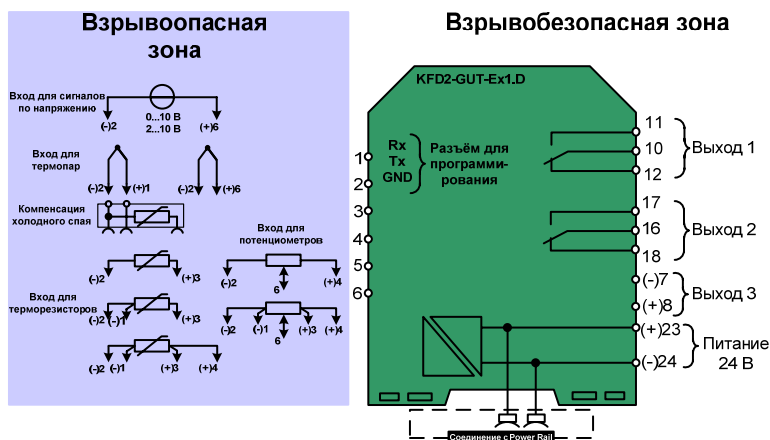 Взрывоопасная
зона
Взрывобезопасная зона
Вход для сигналов
по напряжению
0...10 В
2...10 В
(-)2
(+)6
Вход для
термопар
(-)2
(+)1
(-)2
(+)6
Компенсация
холодного спая
(-)2
(+)3
Вход для
потенциометров
(-)2
(+)4
6
Вход для
терморезисторов
(-)2
(-)1
(+)3
(-)2
(-)1
(+)3
(+)4
6
(-)2
(-)1
(+)3
(+)4
KFD2-GUT-Ex1.D
1
2
3
4
5
6
Rx
Tx
GND
Разъём для
программи-
рования
11
10
12
Выход 1
17
16
18
Выход 2
(-)7
(+)8
Выход 3
(+)23
(-)24
Питание
24 В
Соединение с Power Rail